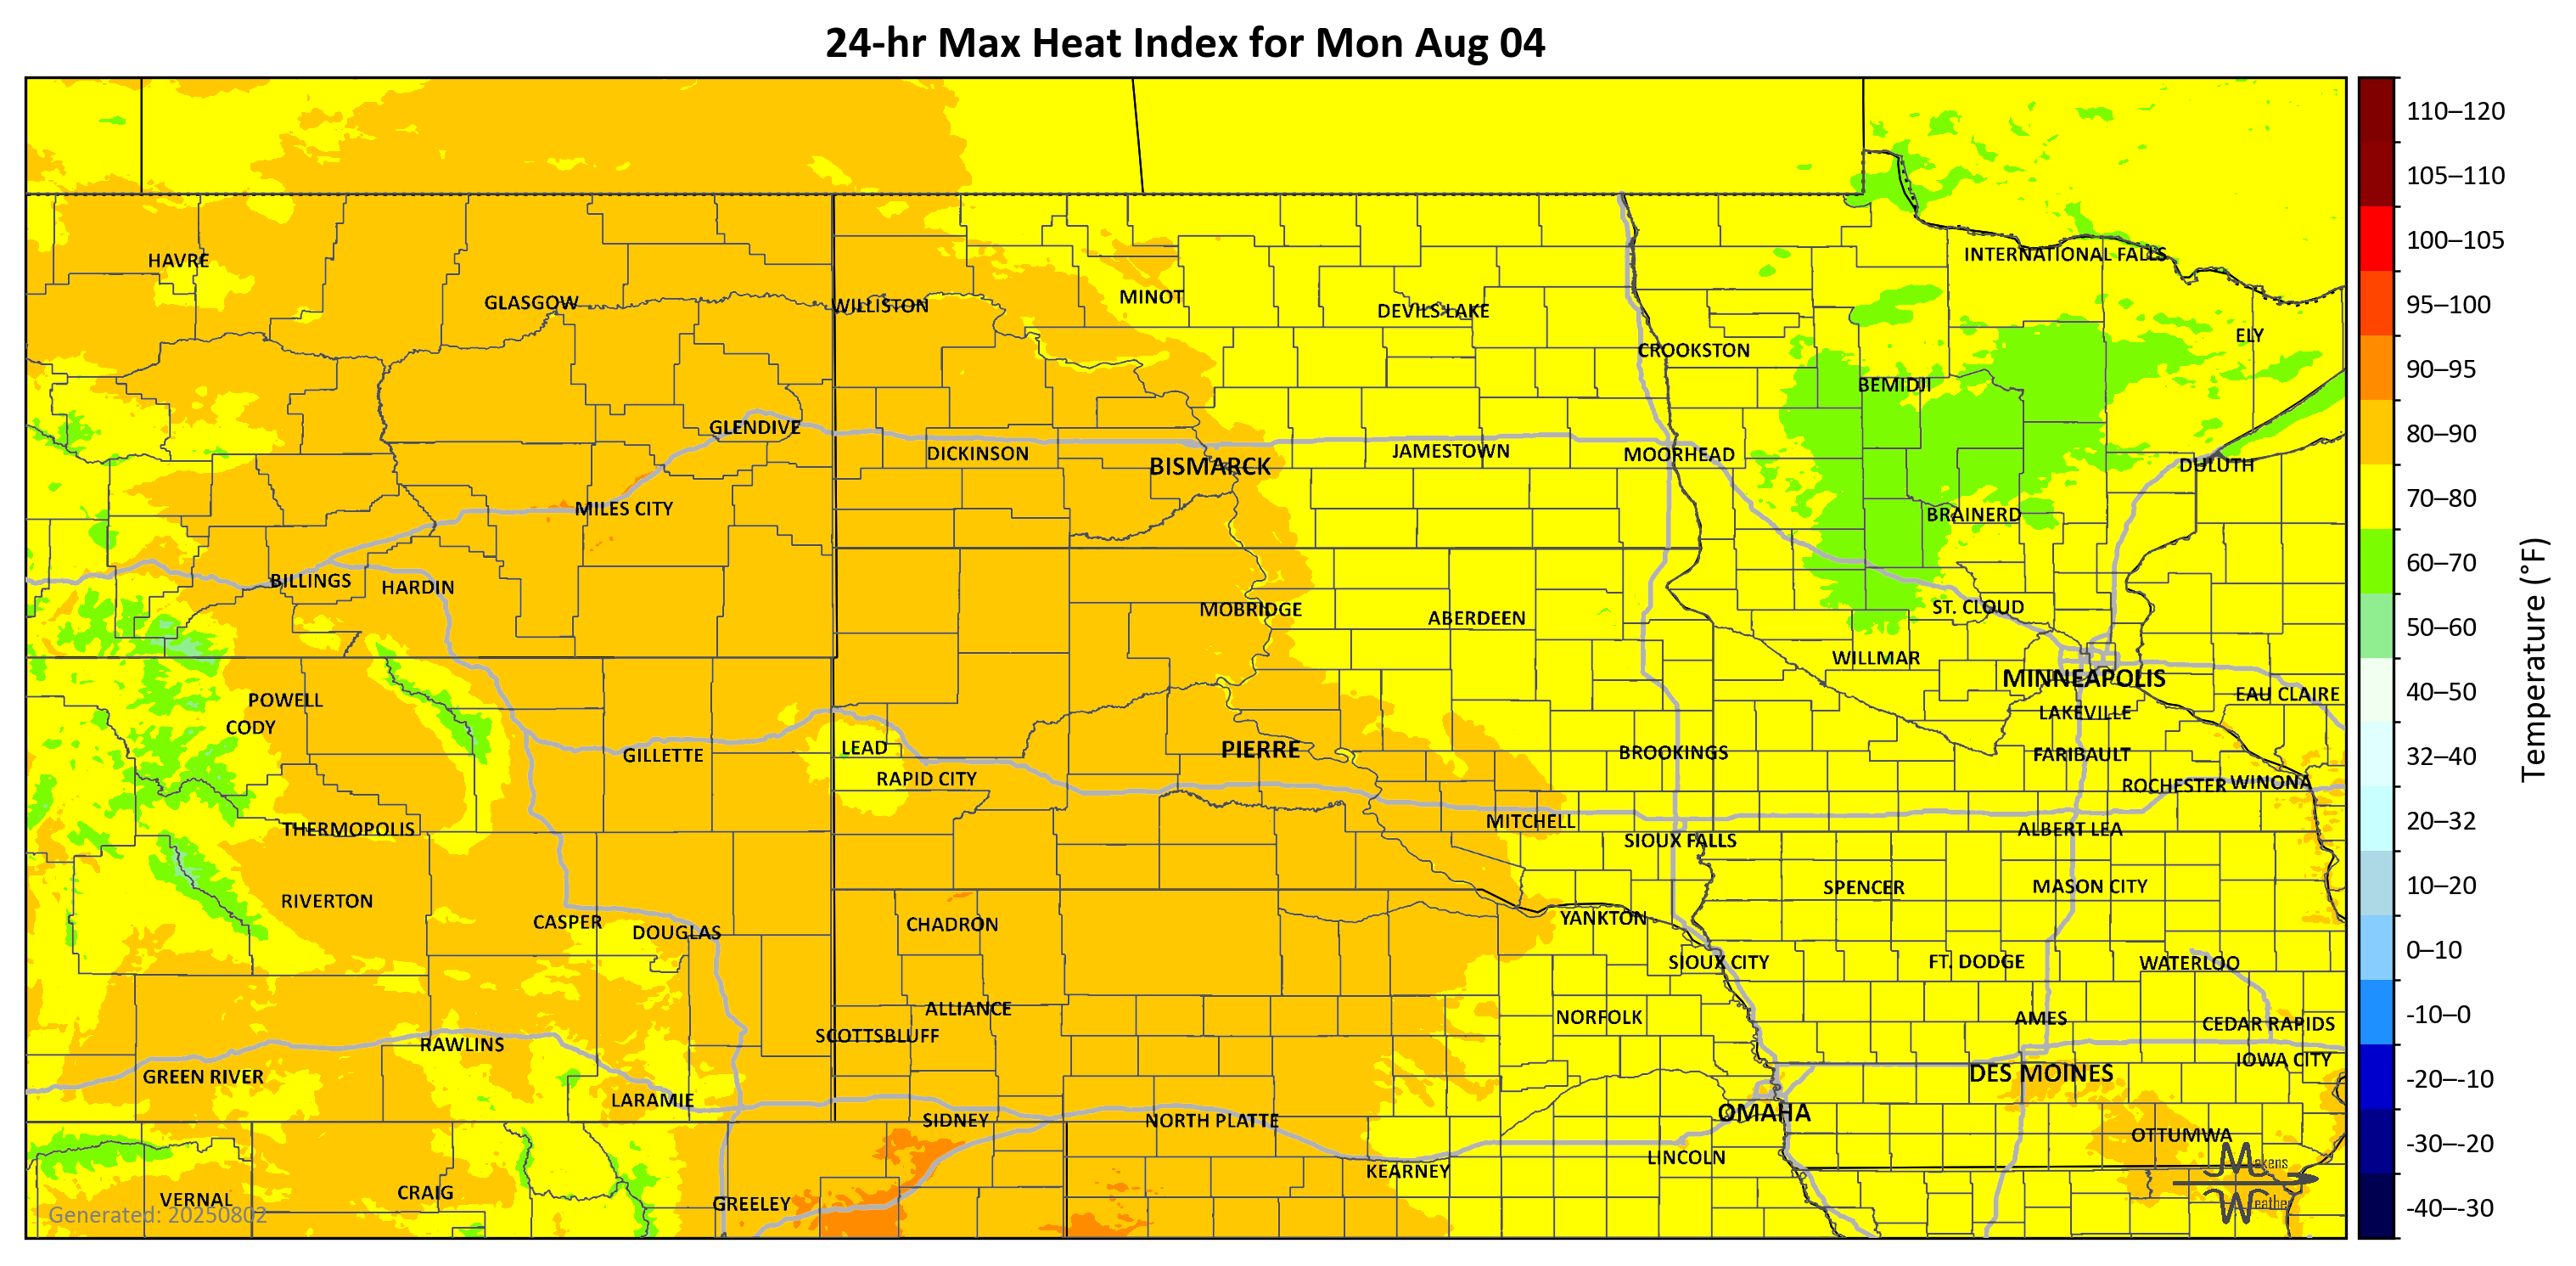 24-hr Max Heat Index for Mon Aug 04
110–120
105–110
100–105
95–100
90–95
80–90
70–80
60–70
50–60
40–50
32–40
20–32
10–20
0–10
-10–0
-20–-10
-30–-20
-40–-30
Temperature (°F)
HAVRE
INTERNATIONAL FALLS
GLASGOW
WILLISTON
MINOT
DEVILS LAKE
ELY
CROOKSTON
BEMIDJI
GLENDIVE
DICKINSON
BISMARCK
JAMESTOWN
MOORHEAD
DULUTH
MILES CITY
BRAINERD
BILLINGS
HARDIN
MOBRIDGE
ABERDEEN
ST. CLOUD
WILLMAR
MINNEAPOLIS
POWELL
EAU CLAIRE
CODY
LAKEVILLE
GILLETTE
LEAD
PIERRE
BROOKINGS
FARIBAULT
RAPID CITY
ROCHESTER
WINONA
THERMOPOLIS
MITCHELL
ALBERT LEA
SIOUX FALLS
RIVERTON
SPENCER
MASON CITY
CASPER
DOUGLAS
CHADRON
YANKTON
SIOUX CITY
FT. DODGE
WATERLOO
ALLIANCE
NORFOLK
AMES
CEDAR RAPIDS
RAWLINS
SCOTTSBLUFF
IOWA CITY
GREEN RIVER
DES MOINES
LARAMIE
SIDNEY
NORTH PLATTE
OMAHA
OTTUMWA
LINCOLN
KEARNEY
VERNAL
CRAIG
GREELEY
Makens
Weather
Generated: 20250802